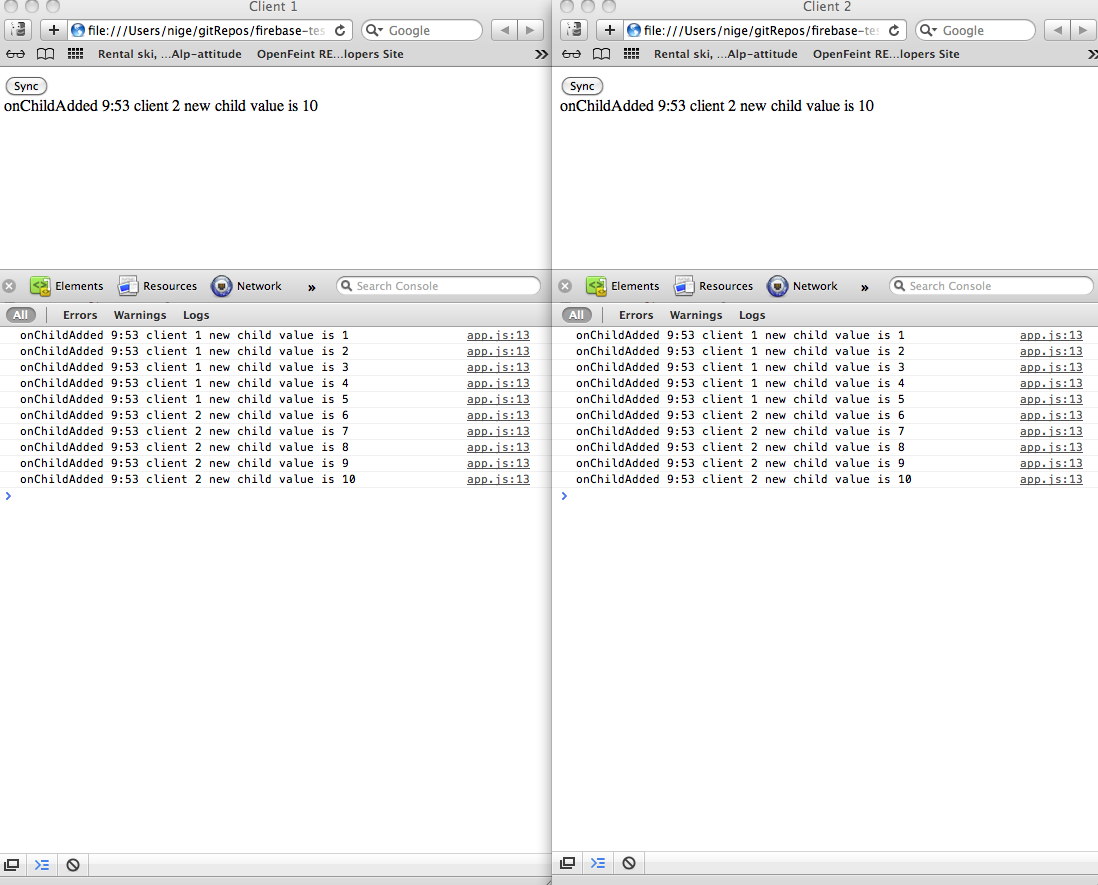 Client 1
file:///Users/nige/gitRepos/firebase-tes
Google
Rental ski, ...Alp-attitude OpenFeint RE...lopers Site
Sync
onChildAdded 9:53 client 2 new child value is 10
Elements Resources Network » Search Console
All Errors Warnings Logs
onChildAdded 9:53 client 1 new child value is 1 app.js:13
onChildAdded 9:53 client 1 new child value is 2 app.js:13
onChildAdded 9:53 client 1 new child value is 3 app.js:13
onChildAdded 9:53 client 1 new child value is 4 app.js:13
onChildAdded 9:53 client 1 new child value is 5 app.js:13
onChildAdded 9:53 client 2 new child value is 6 app.js:13
onChildAdded 9:53 client 2 new child value is 7 app.js:13
onChildAdded 9:53 client 2 new child value is 8 app.js:13
onChildAdded 9:53 client 2 new child value is 9 app.js:13
onChildAdded 9:53 client 2 new child value is 10 app.js:13
Client 2
file:///Users/nige/gitRepos/firebase-tes
Google
Rental ski, ...Alp-attitude OpenFeint RE...lopers Site
Sync
onChildAdded 9:53 client 2 new child value is 10
Elements Resources Network » Search Console
All Errors Warnings Logs
onChildAdded 9:53 client 1 new child value is 1 app.js:13
onChildAdded 9:53 client 1 new child value is 2 app.js:13
onChildAdded 9:53 client 1 new child value is 3 app.js:13
onChildAdded 9:53 client 1 new child value is 4 app.js:13
onChildAdded 9:53 client 1 new child value is 5 app.js:13
onChildAdded 9:53 client 2 new child value is 6 app.js:13
onChildAdded 9:53 client 2 new child value is 7 app.js:13
onChildAdded 9:53 client 2 new child value is 8 app.js:13
onChildAdded 9:53 client 2 new child value is 9 app.js:13
onChildAdded 9:53 client 2 new child value is 10 app.js:13